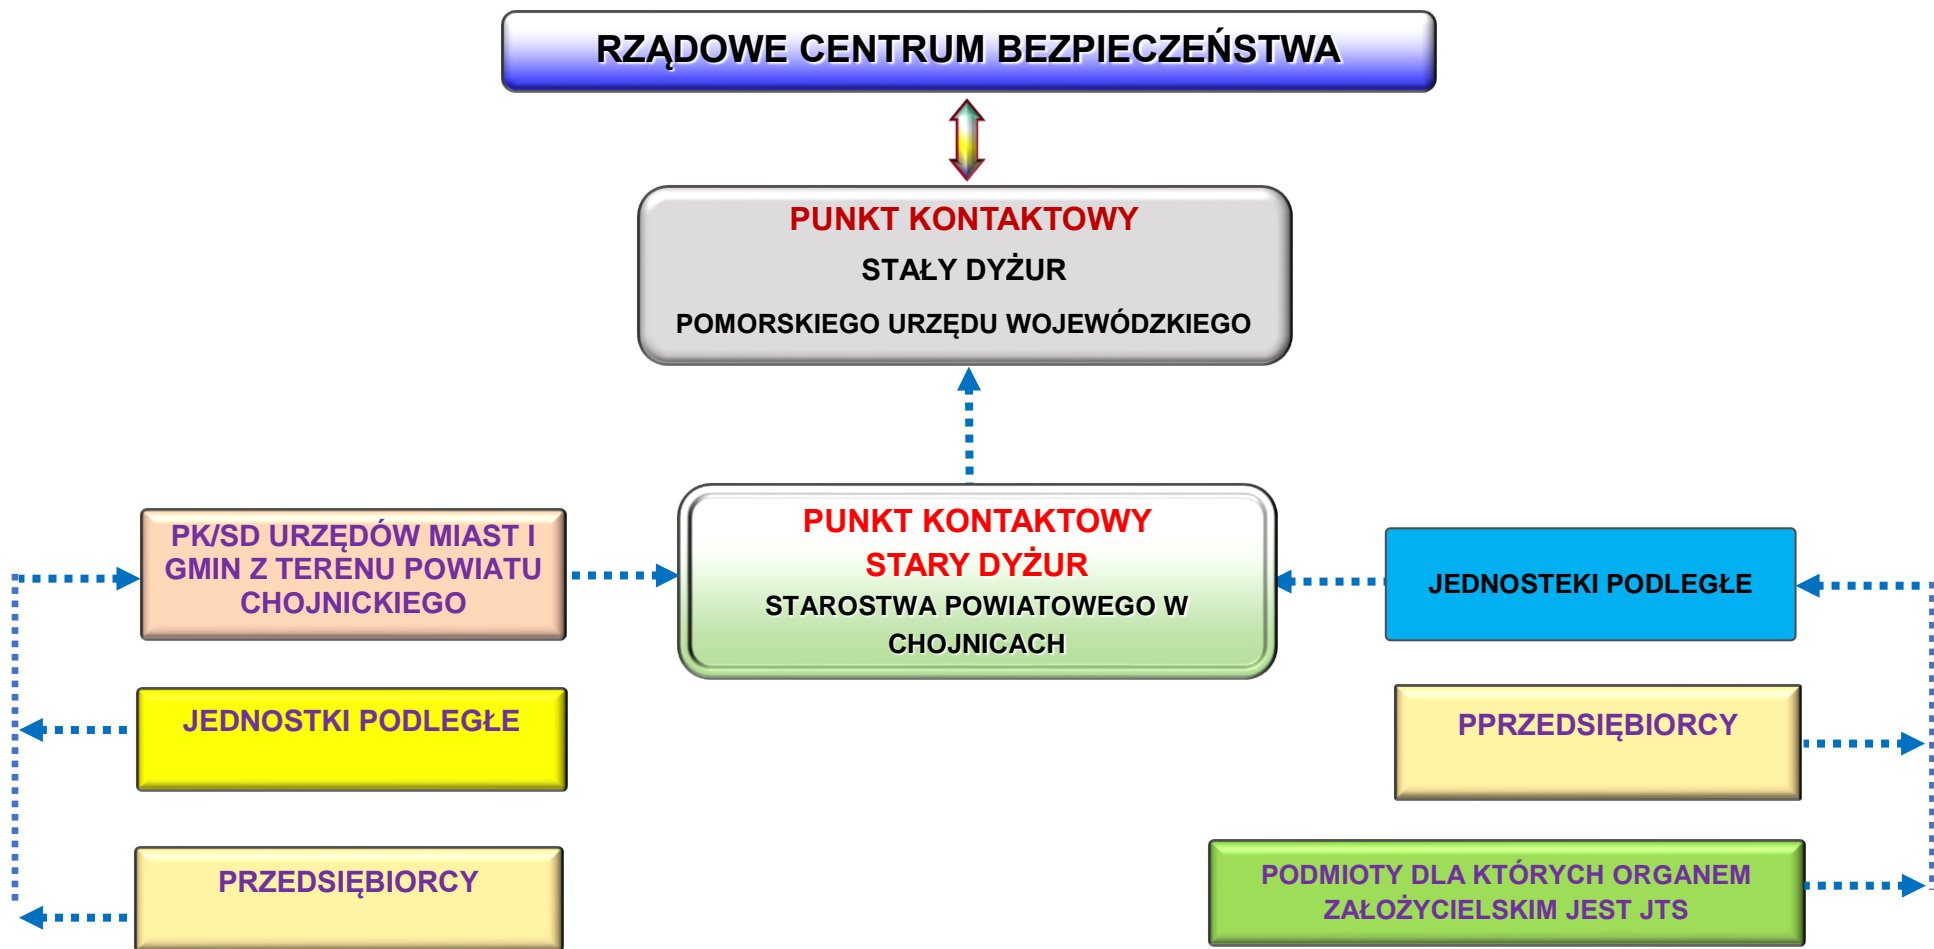 RZĄDOWE CENTRUM BEZPIECZEŃSTWA
PUNKT KONTAKTOWY
STAŁY DYŻUR
POMORSKIEGO URZĘDU WOJEWÓDZKIEGO
PK/SD URZĘDÓW MIAST I
GMIN Z TERENU POWIATU
CHOJNICKIEGO
PUNKT KONTAKTOWY
STARY DYŻUR
STAROSTWA POWIATOWEGO W
CHOJNICACH
JEDNOSTEKI PODLEGŁE
JEDNOSTKI PODLEGŁE
PPRZEDSIĘBIORCY
PRZEDSIĘBIORCY
PODMIOTY DLA KTÓRYCH ORGANEM
ZAŁOŻYCIELSKIM JEST JTS